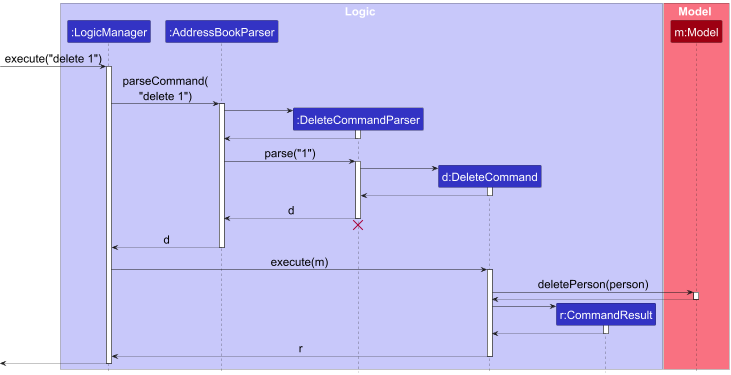 Logic
Model
:LogicManager
:AddressBookParser
m:Model
execute("delete 1")
parseCommand(
"delete 1")
:DeleteCommandParser
parse("1")
d:DeleteCommand
d
d
execute(m)
deletePerson(person)
r:CommandResult
r